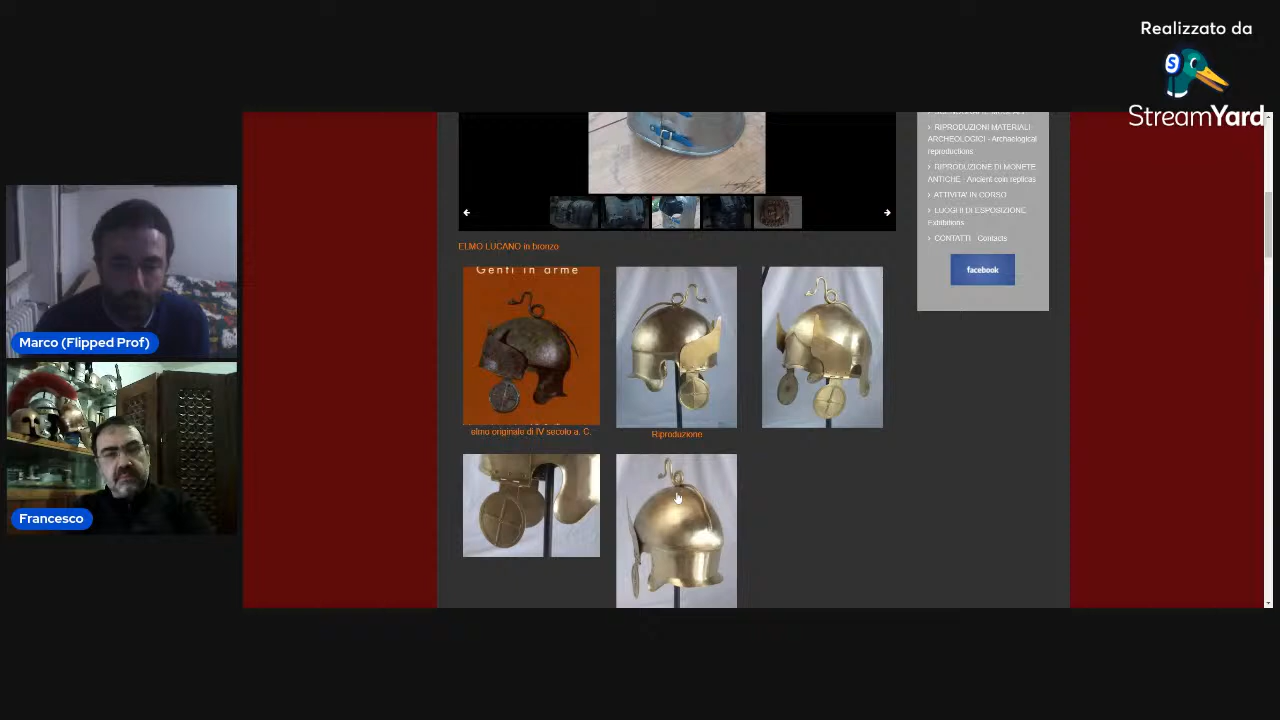 Realizzato da
StreamYard
RIPRODUZIONI MATERIALI
ARCHEOLOGICI - Archaelogical
reproductions
RIPRODUZIONE DI MONETE
ANTICHE - Ancient coin replicas
ATTIVITA' IN CORSO
LUOGHI DI ESPOSIZIONE
Exhibitions
CONTATTI - Contacts
facebook
ELMO LUCANO in bronzo
Genti in arme
elmo originale di IV secolo a. C.
Riproduzione
Marco (Flipped Prof)
Francesco